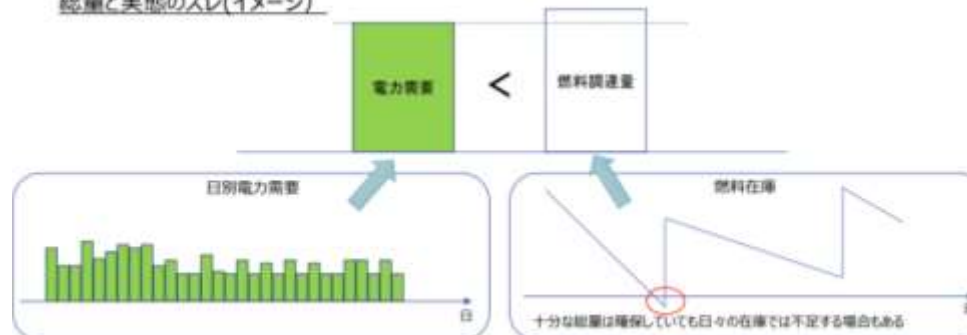 総量と実態のズレ(イメージ)
電力需要
<
燃料調達量
日別電力需要
燃料在庫
日
十分な総量は確保していても日々の在庫では不足する場合もある